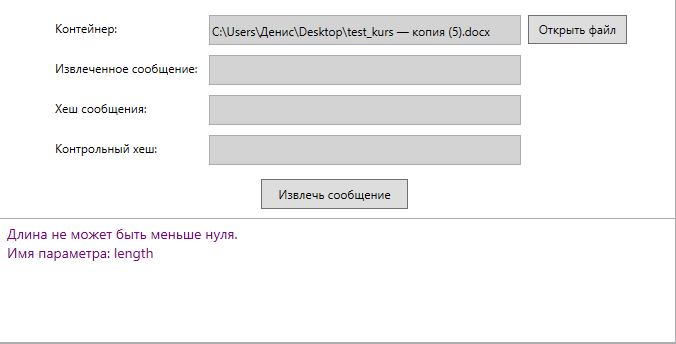 Контейнер: C:\Users\Денис\Desktop\test_kurs — копия (5).docx Открыть файл
Извлеченное сообщение:
Хеш сообщения:
Контрольный хеш:
Извлечь сообщение
Длина не может быть меньше нуля.
Имя параметра: length